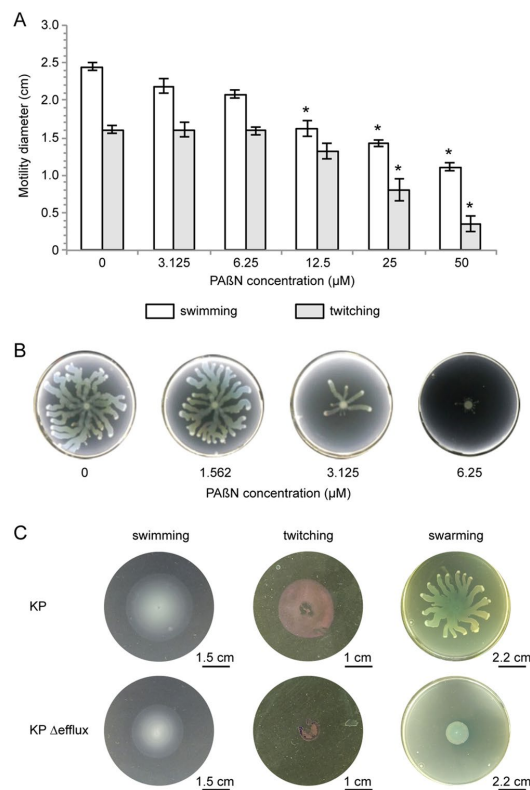 A
3.0
2.5
2.0
1.5
1.0
0.5
0
Motility diameter (cm)
* * * * *
0 3.125 6.25 12.5 25 50
PAßN concentration (µM)
swimming twitching
B
0 1.562 3.125 6.25
PAßN concentration (µM)
C
swimming twitching swarming
KP
1.5 cm 1 cm 2.2 cm
KP Δefflux
1.5 cm 1 cm 2.2 cm